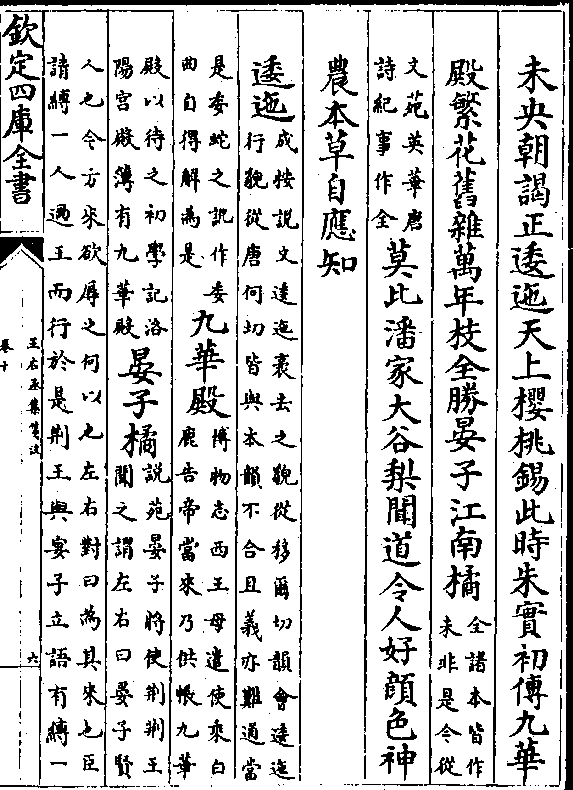 未央朝謁正逶迤天上櫻桃錫此時朱實初傳九華
殿繁花舊雜萬年枝全勝晏子江南橘全諸本皆作
未非是今從
文苑英華唐
詩紀事作全莫比潘家大谷梨聞道令人好顔色神
農本草自應知
逶迤成按説文逶迤衺去之貌從移爾切韻會逶迤
行貌從唐何切皆與本韻不合且義亦難通當
是委蛇之訛作委
曲自得解為是九華殿博物志西王母遣使乘白
鹿告帝當來乃供帳九華
殿以待之初學記洛
陽宫殿簿有九華殿晏子橘説苑晏子將使荆荆王
聞之謂左右曰晏子賢
人也今方來欲辱之何以也左右對曰為其來也臣
請縛一人過王而行於是荆王與晏子立語有縛一
欽定四庫全書
王右丞集箋注
卷十
六